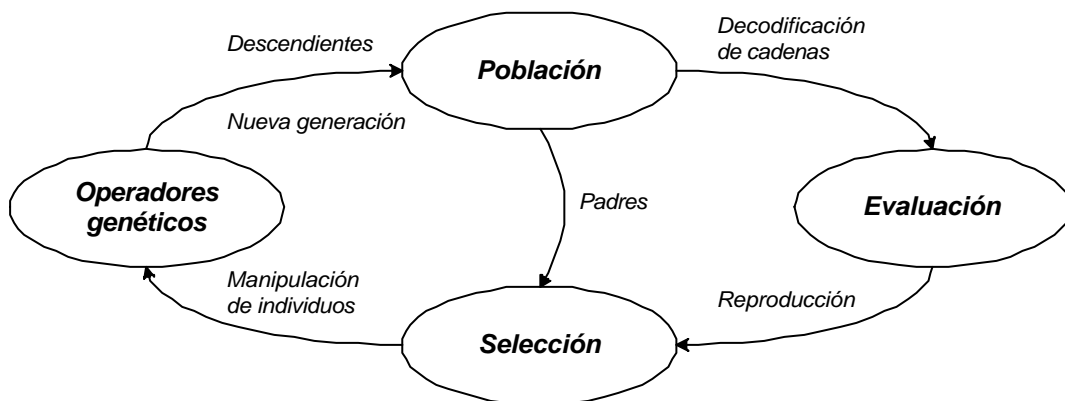 Descendientes
Decodificación
de cadenas
Población
Nueva generación
Operadores
genéticos
Padres
Evaluación
Manipulación
de individuos
Reproducción
Selección